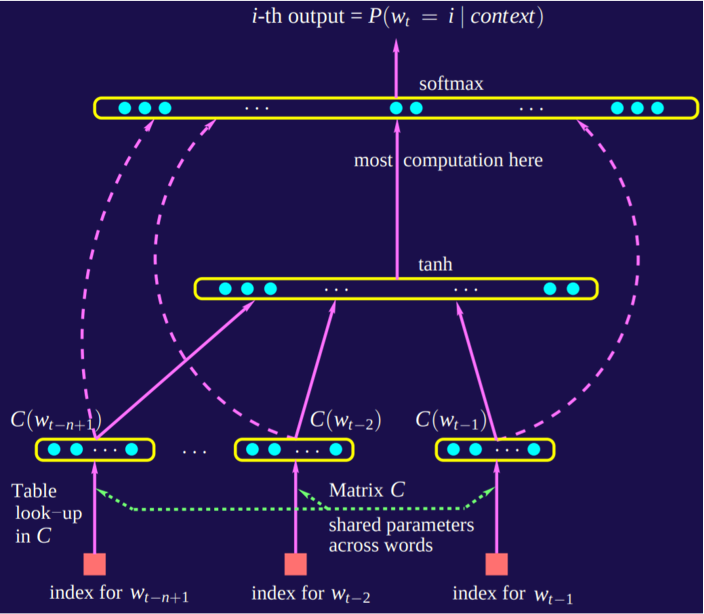 i-th output = P(w_t = i | context)
softmax
... ...
most computation here
tanh
... ...
C(w_{t−n+1}) C(w_{t−2}) C(w_{t−1})
... ... ... ...
Table
look−up
in C
Matrix C
shared parameters
across words
index for w_{t−n+1} index for w_{t−2} index for w_{t−1}